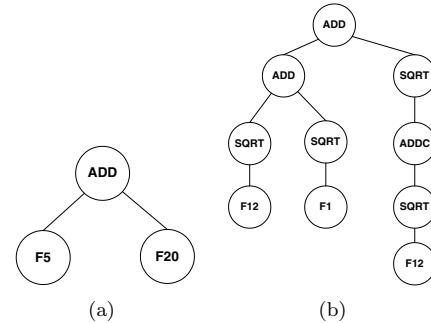 ADD
ADD SQRT
SQRT SQRT ADDC
ADD
F12 F1 SQRT
F5 F20 F12
(a) (b)